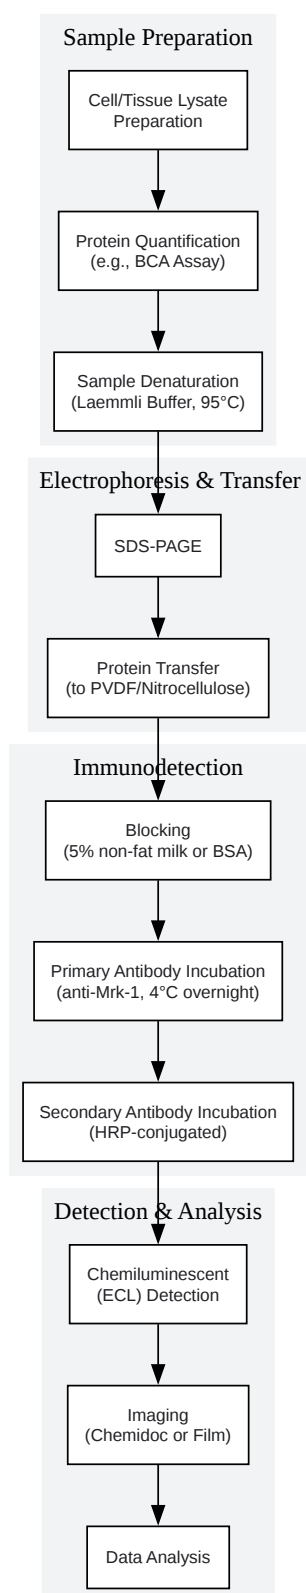 Sample Preparation
Cell/Tissue Lysate
Preparation
Protein Quantification
(e.g., BCA Assay)
Sample Denaturation
(Laemmli Buffer, 95°C)
Electrophoresis & Transfer
SDS-PAGE
Protein Transfer
(to PVDF/Nitrocellulose)
Immunodetection
Blocking
(5% non-fat milk or BSA)
Primary Antibody Incubation
(anti-Mrk-1, 4°C overnight)
Secondary Antibody Incubation
(HRP-conjugated)
Detection & Analysis
Chemiluminescent
(ECL) Detection
Imaging
(Chemidoc or Film)
Data Analysis